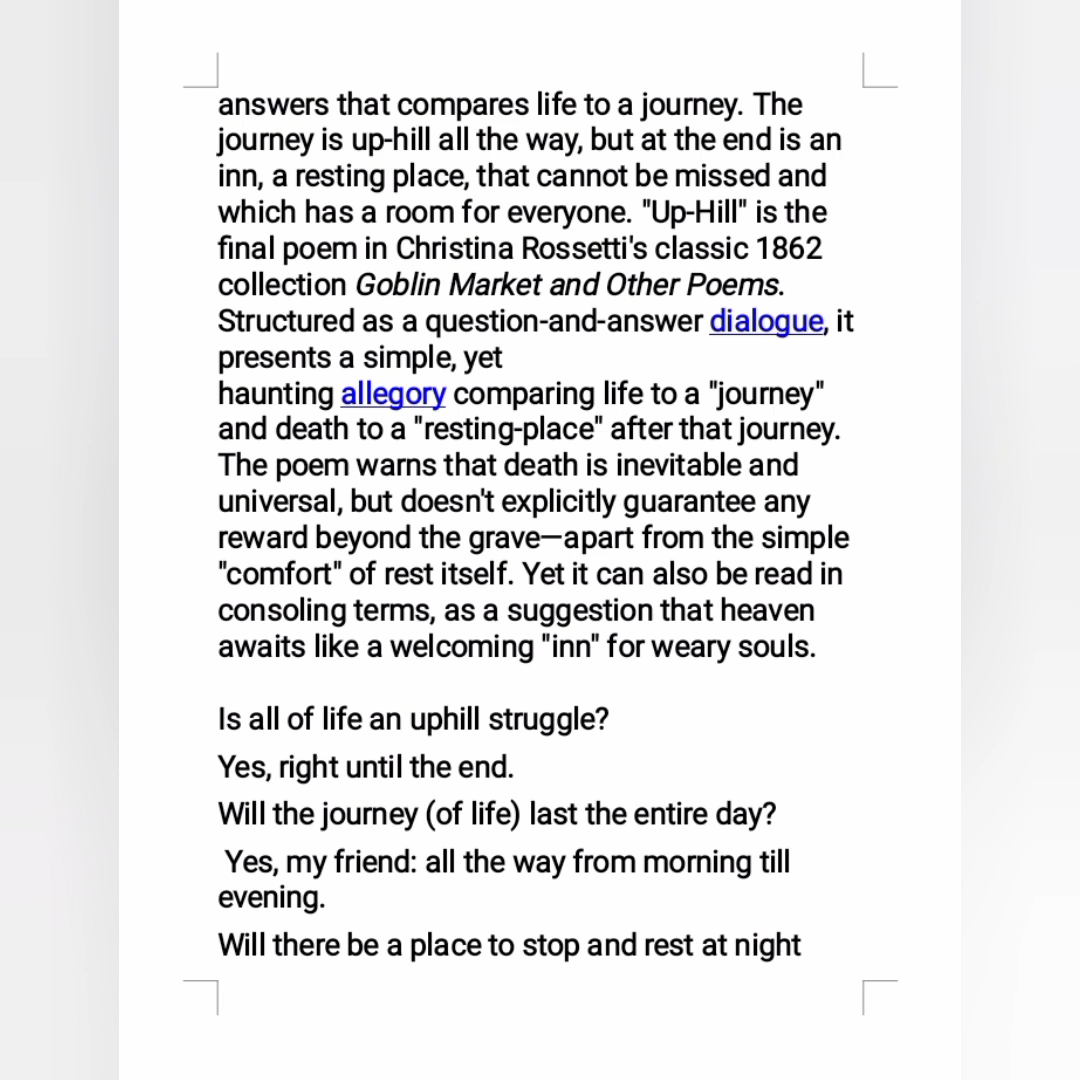 answers that compares life to a journey. The
journey is up-hill all the way, but at the end is an
inn, a resting place, that cannot be missed and
which has a room for everyone. "Up-Hill" is the
final poem in Christina Rossetti's classic 1862
collection Goblin Market and Other Poems.
Structured as a question-and-answer dialogue, it
presents a simple, yet
haunting allegory comparing life to a "journey"
and death to a "resting-place" after that journey.
The poem warns that death is inevitable and
universal, but doesn't explicitly guarantee any
reward beyond the grave—apart from the simple
"comfort" of rest itself. Yet it can also be read in
consoling terms, as a suggestion that heaven
awaits like a welcoming "inn" for weary souls.
Is all of life an uphill struggle?
Yes, right until the end.
Will the journey (of life) last the entire day?
Yes, my friend: all the way from morning till
evening.
Will there be a place to stop and rest at night